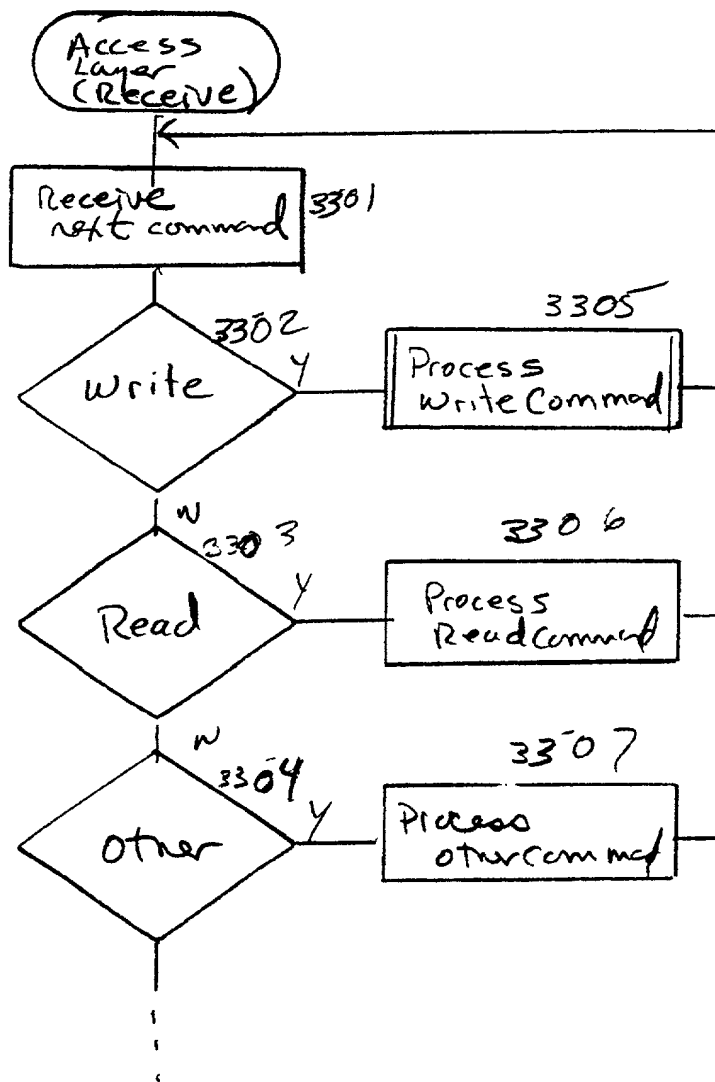 Access
Layer
(Receive)
Receive
next command
3301
3302
Write
Y
3305
Process
Write Command
N
3303
Read
Y
3306
Process
Read Command
N
3304
Other
Y
3307
Process
Other Command